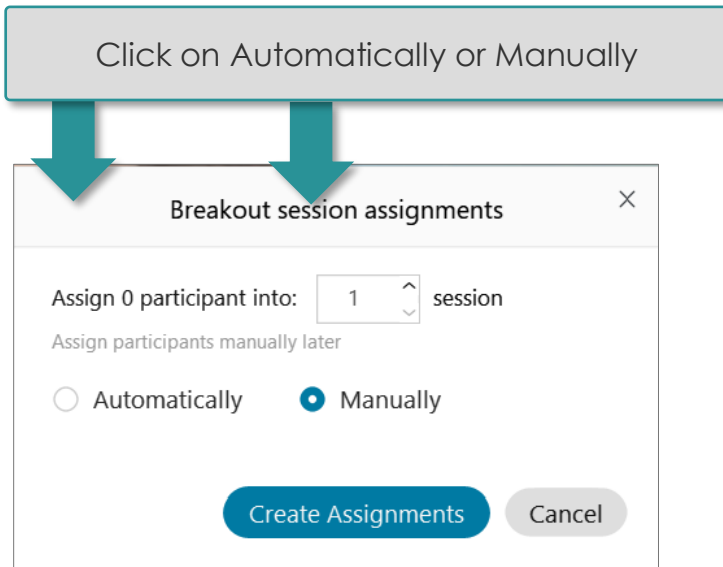 Click on Automatically or Manually
Breakout session assignments
Assign 0 participant into: 1 session
Assign participants manually later
Automatically Manually
Create Assignments Cancel